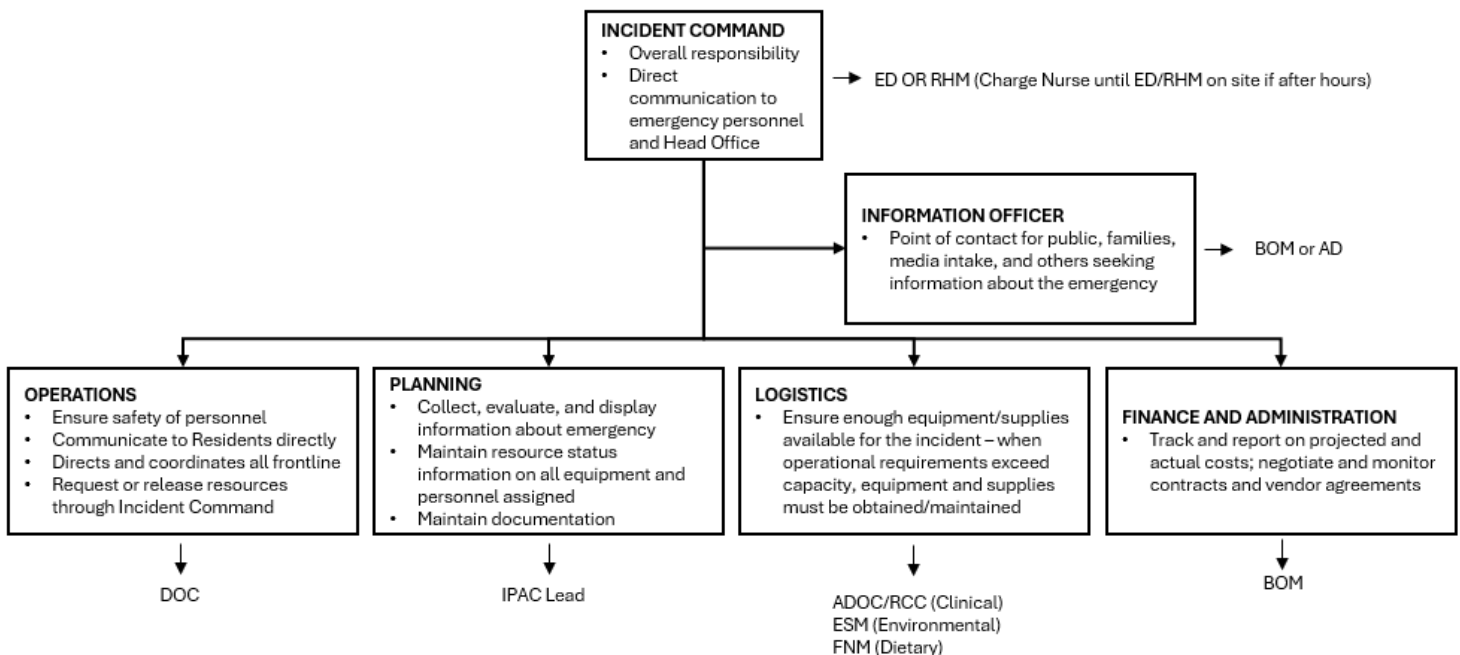 INCIDENT COMMAND
• Overall responsibility
• Direct
communication to
emergency personnel
and Head Office
ED OR RHM (Charge Nurse until ED/RHM on site if after hours)
INFORMATION OFFICER
• Point of contact for public, families,
media intake, and others seeking
information about the emergency
BOM or AD
OPERATIONS
• Ensure safety of personnel
• Communicate to Residents directly
• Directs and coordinates all frontline
• Request or release resources
through Incident Command
DOC
PLANNING
• Collect, evaluate, and display
information about emergency
• Maintain resource status
information on all equipment and
personnel assigned
• Maintain documentation
IPAC Lead
LOGISTICS
• Ensure enough equipment/supplies
available for the incident – when
operational requirements exceed
capacity, equipment and supplies
must be obtained/maintained
ADOC/RCC (Clinical)
ESM (Environmental)
FNM (Dietary)
FINANCE AND ADMINISTRATION
• Track and report on projected and
actual costs; negotiate and monitor
contracts and vendor agreements
BOM